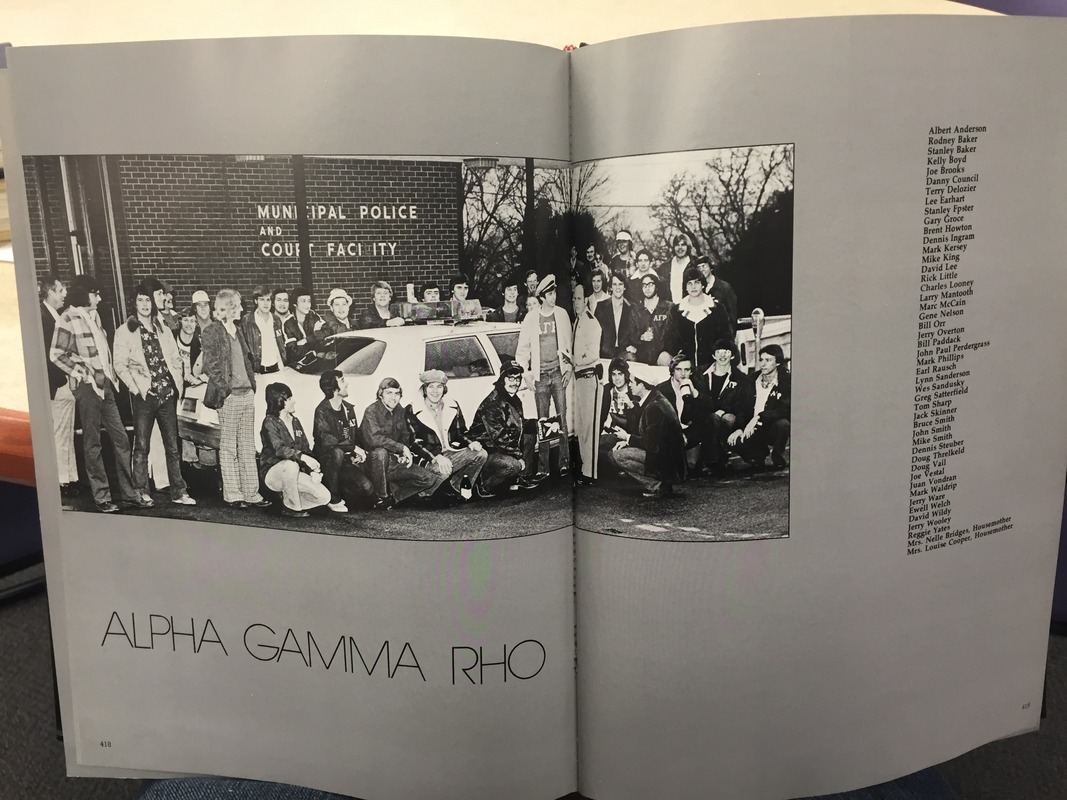 MUNICIPAL POLICE
AND
COURT FACI ITY
ΑΓΡ
ALPHA GAMMA RHO
418
Albert Anderson
Rodney Baker
Stanley Baker
Kelly Boyd
Joe Brooks
Danny Council
Terry Delozier
Lee Earhart
Stanley Fpster
Gary Groce
Brent Howton
Dennis Ingram
Mark Kersey
Mike King
David Lee
Rick Little
Charles Looney
Larry Mantooth
Marc McCain
Gene Nelson
Bill Orr
Jerry Overton
Bill Paddack
John Paul Perdergrass
Mark Phillips
Earl Rausch
Lynn Sanderson
Wes Sandusky
Greg Satterfield
Tom Sharp
Jack Skinner
Bruce Smith
John Smith
Mike Smith
Dennis Steuber
Doug Threlkeld
Doug Vail
Joe Vestal
Juan Vondran
Mark Waldrip
Jerry Ware
Ewell Welch
David Wildy
Jerry Wooley
Reggie Yates
Mrs. Nelle Bridges, Housemother
Mrs. Louise Cooper, Housemother
419